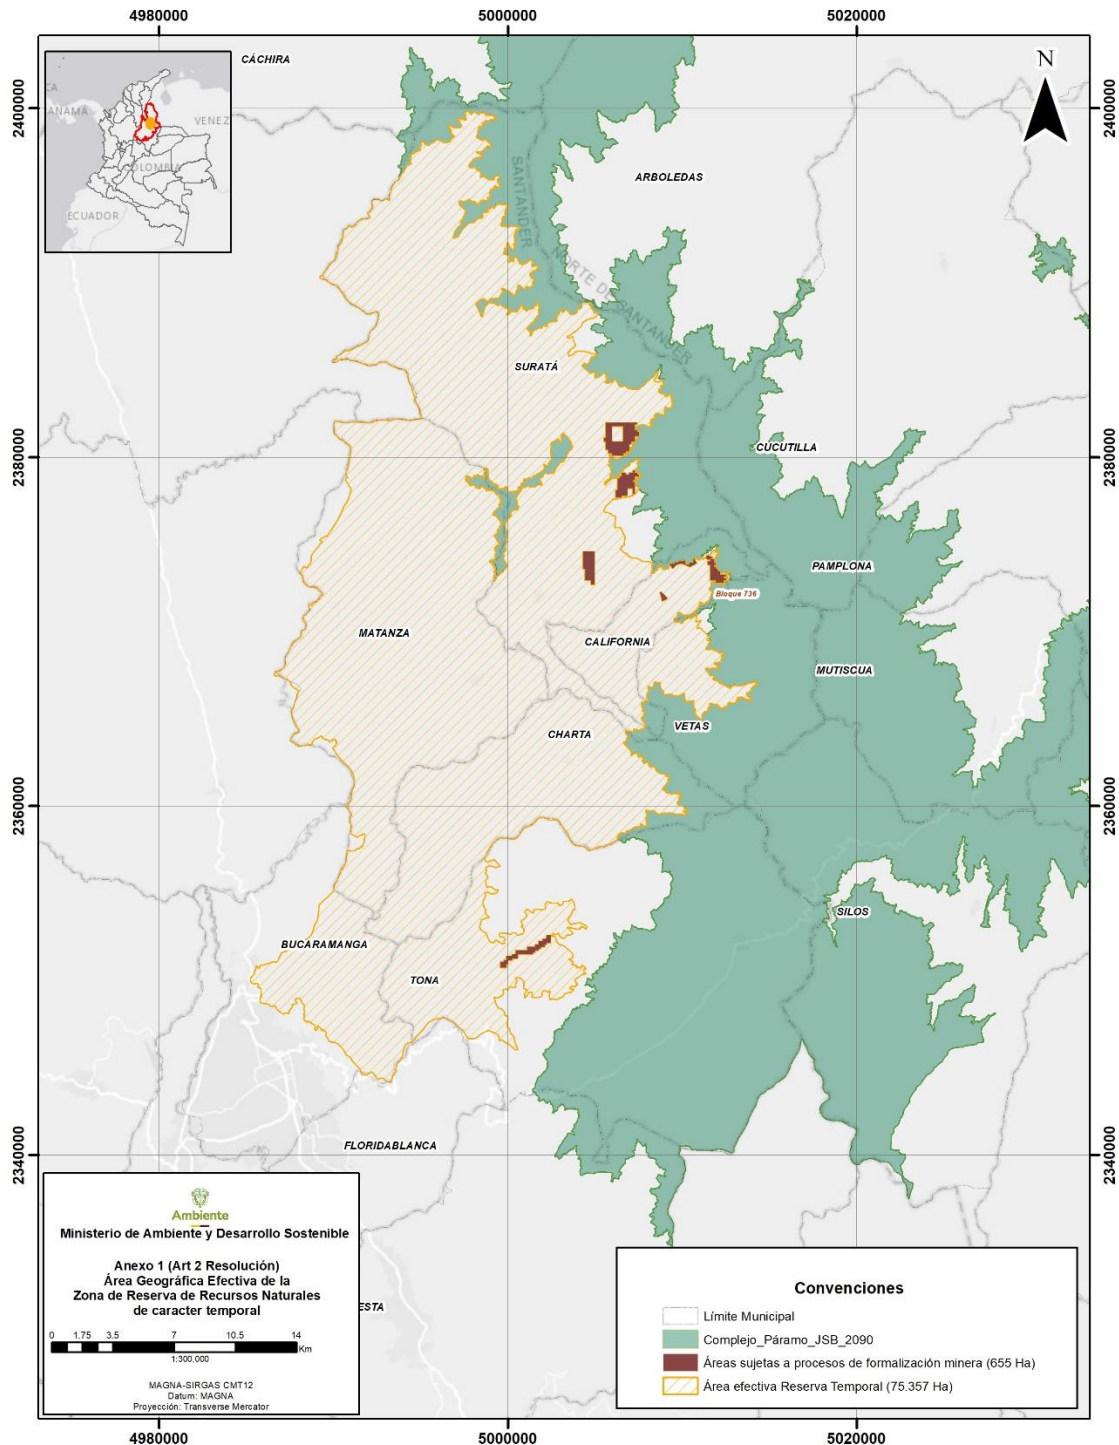 4980000
5000000
5020000
CÁCHIRA
N
2400000
2400000
ANAMÁ
VENEZ
COLOMBIA
ECUADOR
SANTANDER
ARBOLEDAS
NORTE DE SANTANDER
SURATÁ
CUCUTILLA
2380000
2380000
PAMPLONA
Bloque 736
MATANZA
CALIFORNIA
MUTISCUA
VETAS
CHARTA
2360000
2360000
SILOS
BUCARAMANGA
TONA
FLORIDABLANCA
2340000
2340000
Ambiente
Ministerio de Ambiente y Desarrollo Sostenible
Anexo 1 (Art 2 Resolución)
Área Geográfica Efectiva de la
Zona de Reserva de Recursos Naturales
de caracter temporal
0 1.75 3.5 7 10.5 14
Km
1:300,000
MAGNA-SIRGAS CMT12
Datum: MAGNA
Proyección: Transverse Mercator
ESTA
Convenciones
Límite Municipal
Complejo_Páramo_JSB_2090
Áreas sujetas a procesos de formalización minera (655 Ha)
Área efectiva Reserva Temporal (75.357 Ha)
4980000
5000000
5020000